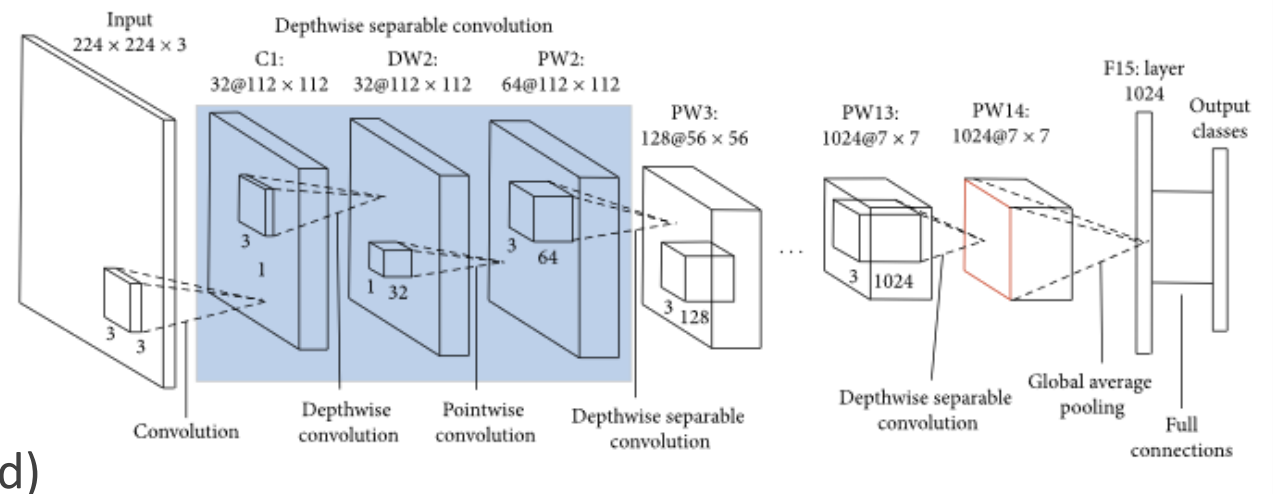 Input
224 × 224 × 3
Depthwise separable convolution
C1:
32@112 × 112
DW2:
32@112 × 112
PW2:
64@112 × 112
PW3:
128@56 × 56
PW13:
1024@7 × 7
PW14:
1024@7 × 7
F15: layer
1024
Output
classes
3
3
3
1
1
32
3
64
3
128
...
3
1024
Convolution
Depthwise
convolution
Pointwise
convolution
Depthwise separable
convolution
Depthwise separable
convolution
Global average
pooling
Full
connections
d)